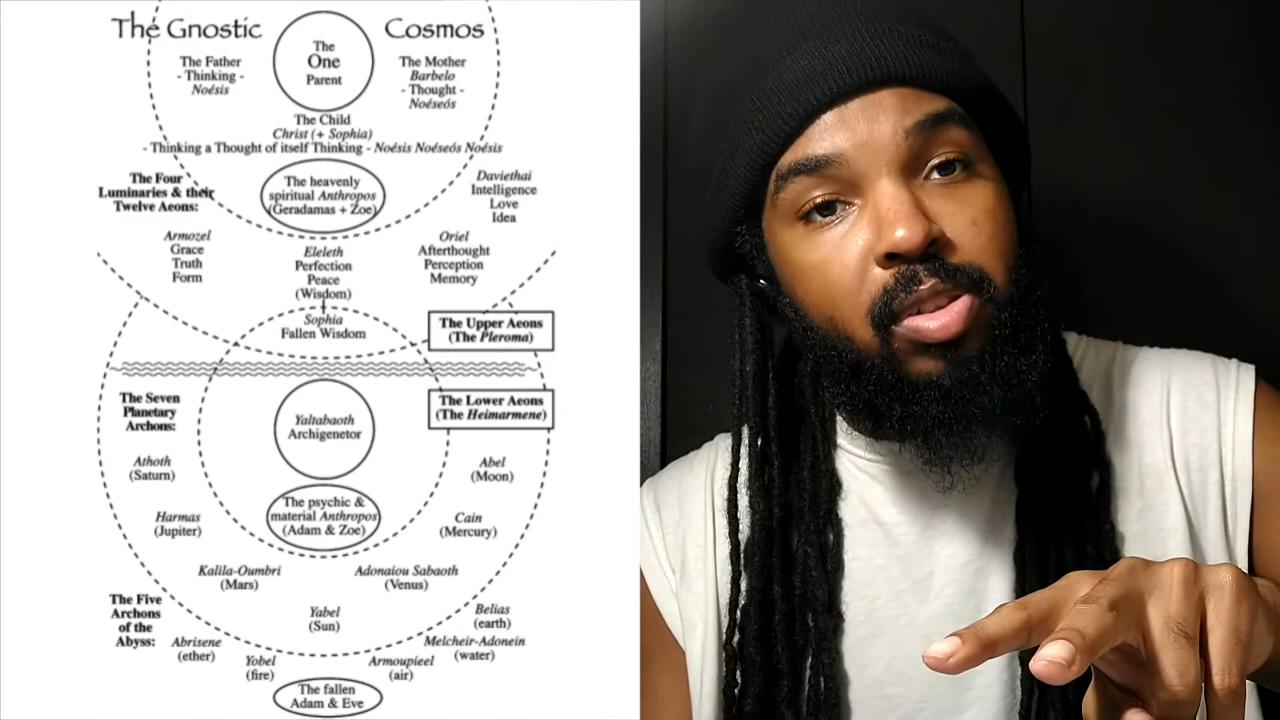 The Gnostic Cosmos
The
One
Parent
The Father
- Thinking -
Noésis
The Mother
Barbelo
- Thought -
Noéseós
The Child
Christ (+ Sophia)
- Thinking a Thought of itself Thinking - Noésis Noéseós Noésis
The Four
Luminaries & their
Twelve Aeons:
The heavenly
spiritual Anthropos
(Geradamas + Zoe)
Daviethai
Intelligence
Love
Idea
Armozel
Grace
Truth
Form
Eleleth
Perfection
Peace
(Wisdom)
Oriel
Afterthought
Perception
Memory
Sophia
Fallen Wisdom
The Upper Aeons
(The Pleroma)
The Seven
Planetary
Archons:
Yaltabaoth
Archigenetor
The Lower Aeons
(The Heimarmene)
Athoth
(Saturn)
Abel
(Moon)
The psychic &
material Anthropos
(Adam & Zoe)
Harmas
(Jupiter)
Cain
(Mercury)
Kalila-Oumbri
(Mars)
Adonaiou Sabaoth
(Venus)
The Five
Archons
of the
Abyss:
Yabel
(Sun)
Belias
(earth)
Abrisene
(ether)
Melcheir-Adonein
(water)
Yobel
(fire)
Armoupieel
(air)
The fallen
Adam & Eve